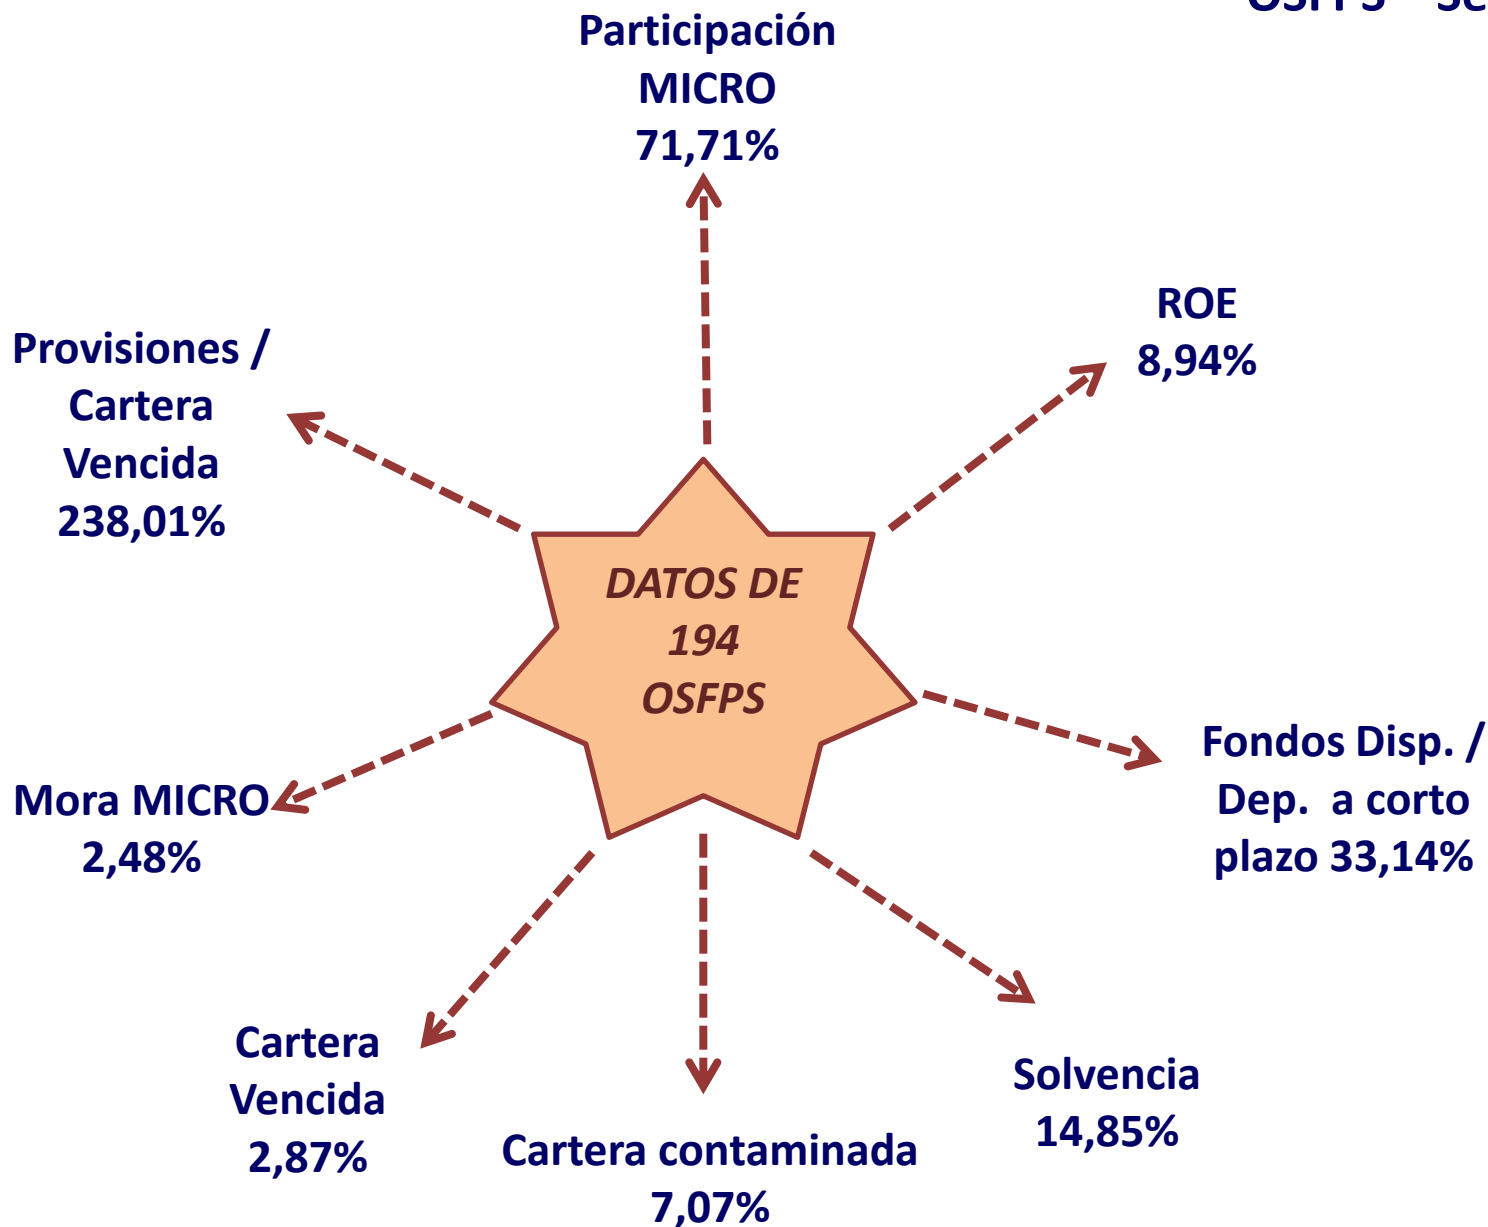 OSFPS
Participación
MICRO
71,71%
ROE
8,94%
Provisiones /
Cartera
Vencida
238,01%
DATOS DE
194
OSFPS
Fondos Disp. /
Dep. a corto
plazo 33,14%
Mora MICRO
2,48%
Cartera
Vencida
2,87%
Solvencia
14,85%
Cartera contaminada
7,07%